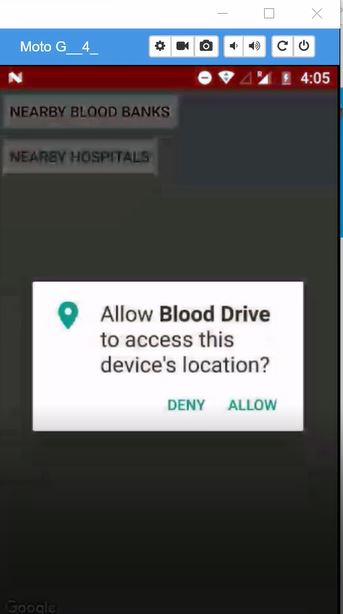 Moto G__4_
4:05
NEARBY BLOOD BANKS
NEARBY HOSPITALS
Allow Blood Drive
to access this
device's location?
DENY ALLOW
Google